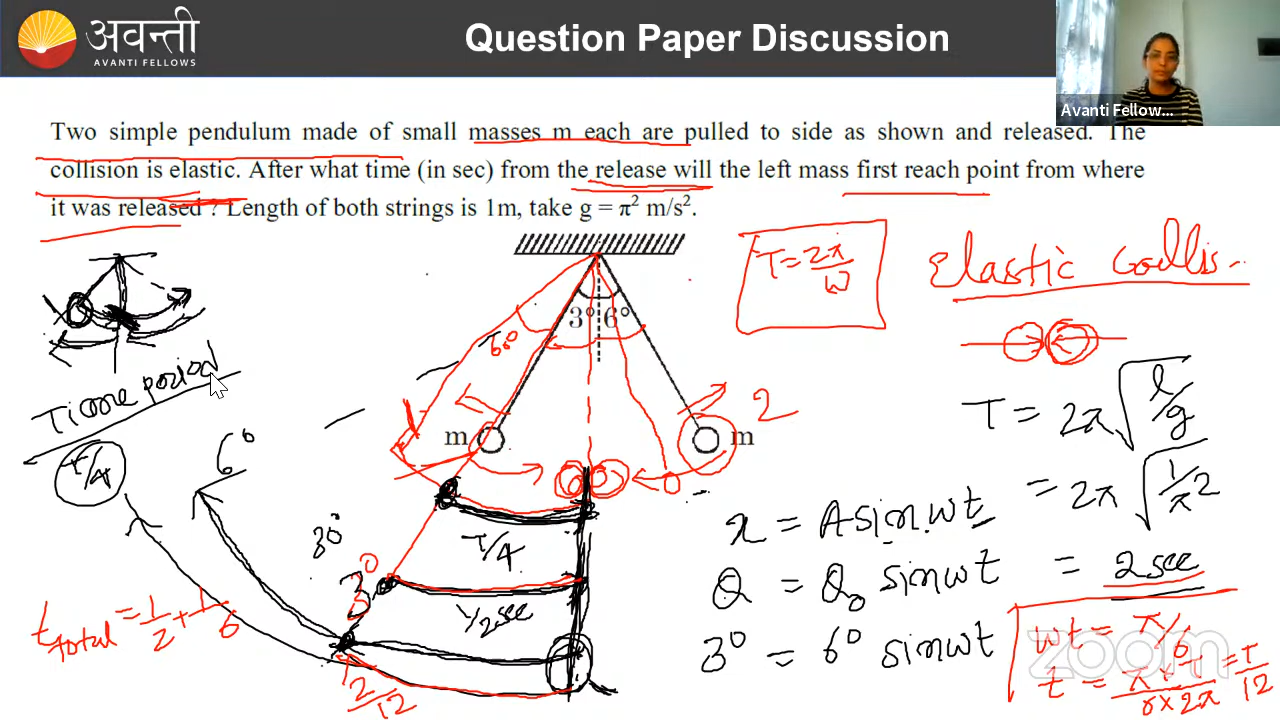 अवन्ती
AVANTI FELLOWS
Question Paper Discussion
Avanti Fellow...
Two simple pendulum made of small masses m each are pulled to side as shown and released. The
collision is elastic. After what time (in sec) from the release will the left mass first reach point from where
it was released ? Length of both strings is 1m, take g = π² m/s².
T = 2π/ω
Elastic Collis
3° 6°
60°
Time period
T/4
6°
m
m
2
T = 2π√l/g
= 2π√1/π²
= 2 sec
x = A sin ωt
θ = θ₀ sin ωt
3° = 6° sin ωt
T/4
30°
3°
1/2 sec
t total = 1/2 + 1/6
2/12
ωt = π/6
t = π × T / 6 × 2π = T/12
zoom